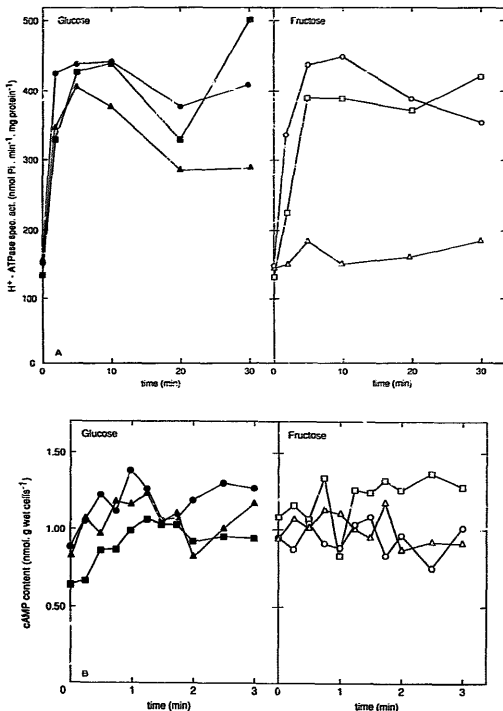 Glucose
Fructose
H⁺ - ATPase spec. act. (nmol Pi . min⁻¹. mg protein⁻¹)
500
400
300
200
100
0
A
0 10 20 30
0 10 20 30
time (min)
time (min)
Glucose
Fructose
cAMP content (nmol. g wet cells⁻¹)
1.50
1.00
0.50
B
0 1 2 3
0 1 2 3
time (min)
time (min)